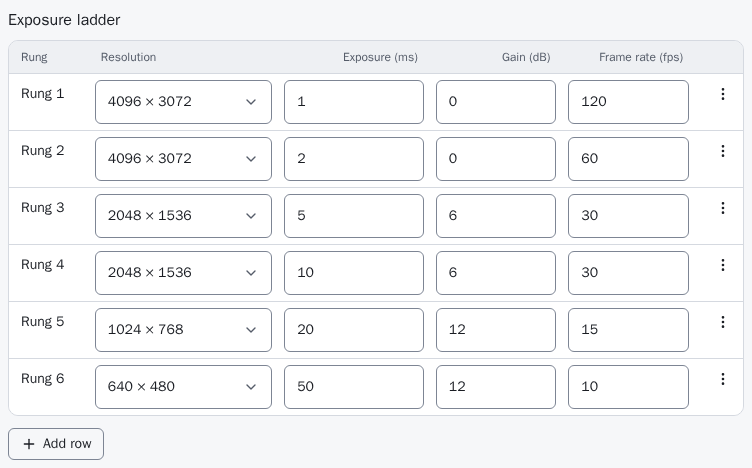 Exposure ladder
Rung Resolution Exposure (ms) Gain (dB) Frame rate (fps)
Rung 1 4096 × 3072 1 0 120
Rung 2 4096 × 3072 2 0 60
Rung 3 2048 × 1536 5 6 30
Rung 4 2048 × 1536 10 6 30
Rung 5 1024 × 768 20 12 15
Rung 6 640 × 480 50 12 10
Add row